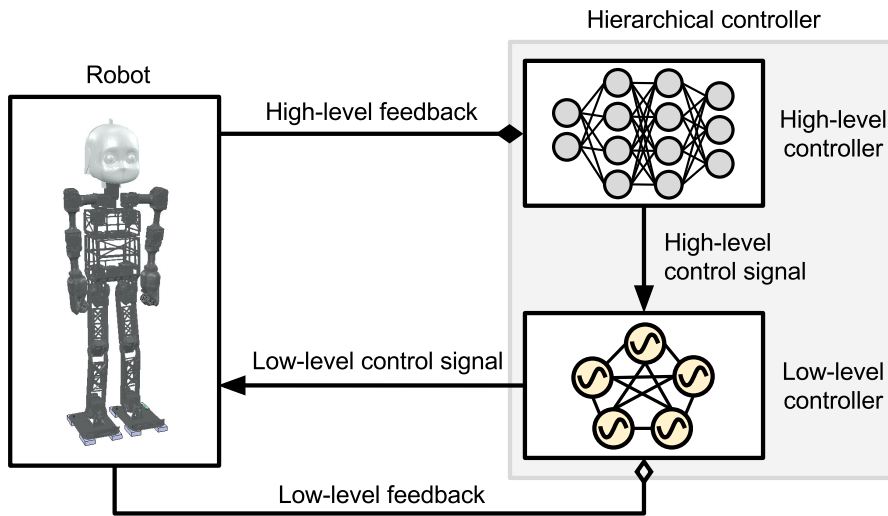 Hierarchical controller
Robot
High-level feedback
High-level
controller
High-level
control signal
Low-level control signal
Low-level
controller
Low-level feedback